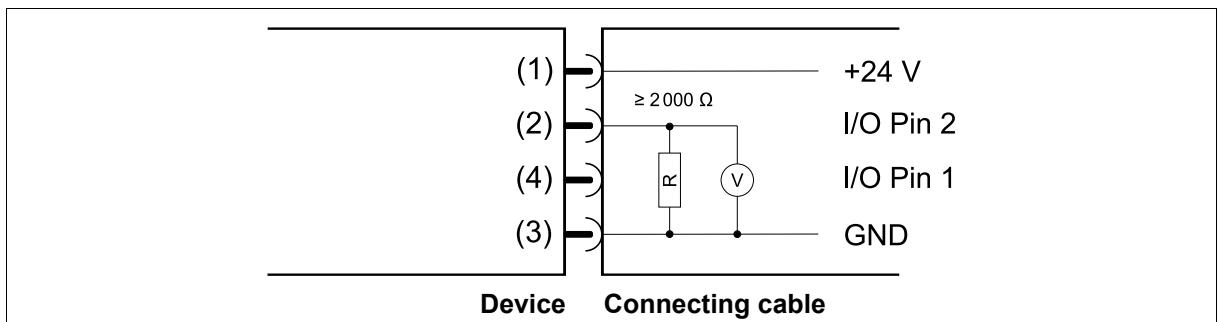 (1) +24 V
≥ 2 000 Ω
(2) I/O Pin 2
(4) R V I/O Pin 1
(3) GND
Device Connecting cable